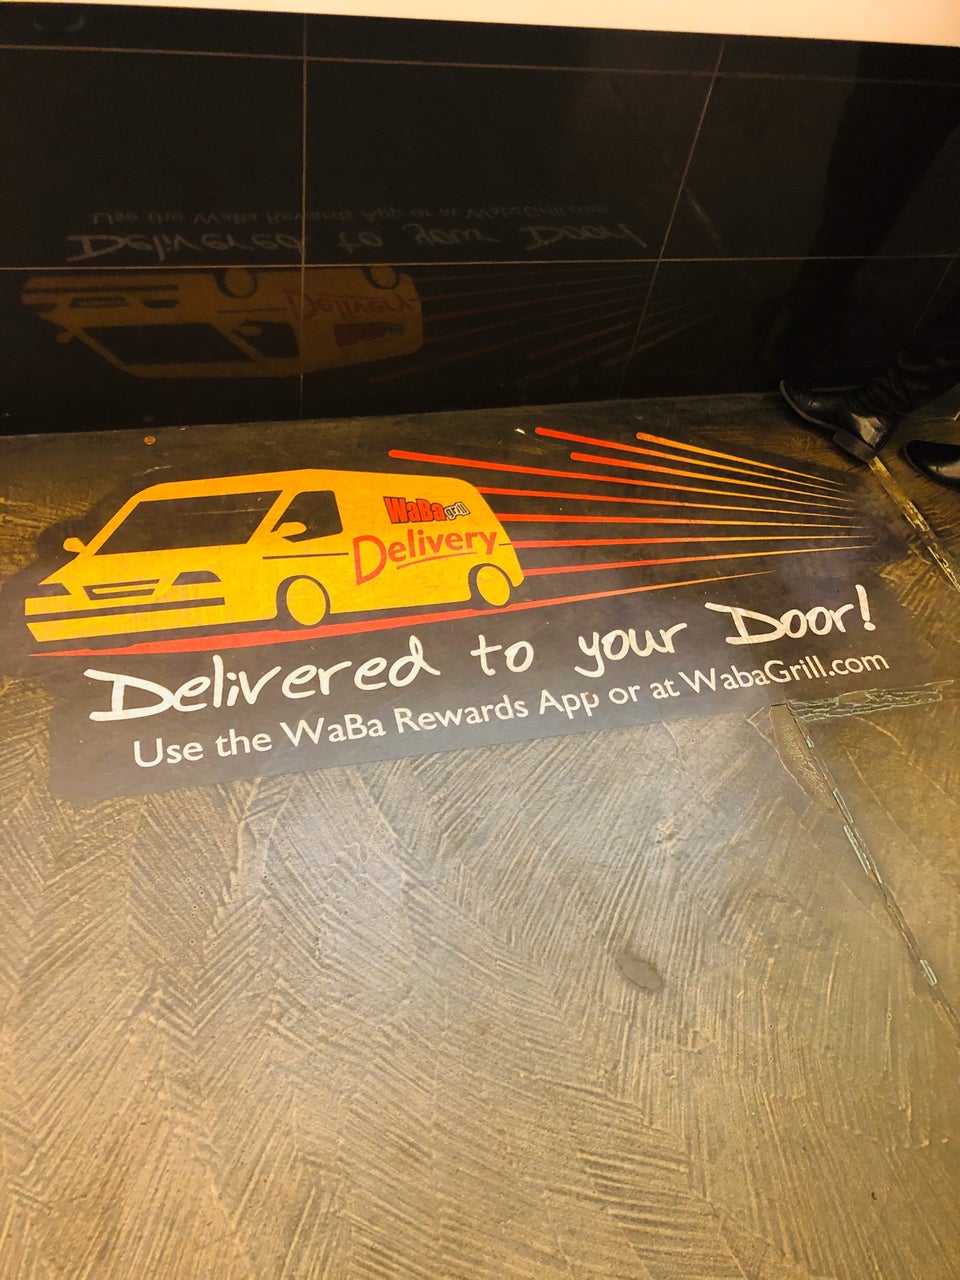 WaBa grill
Delivery
Delivered to your Door!
Use the WaBa Rewards App or at WabaGrill.com